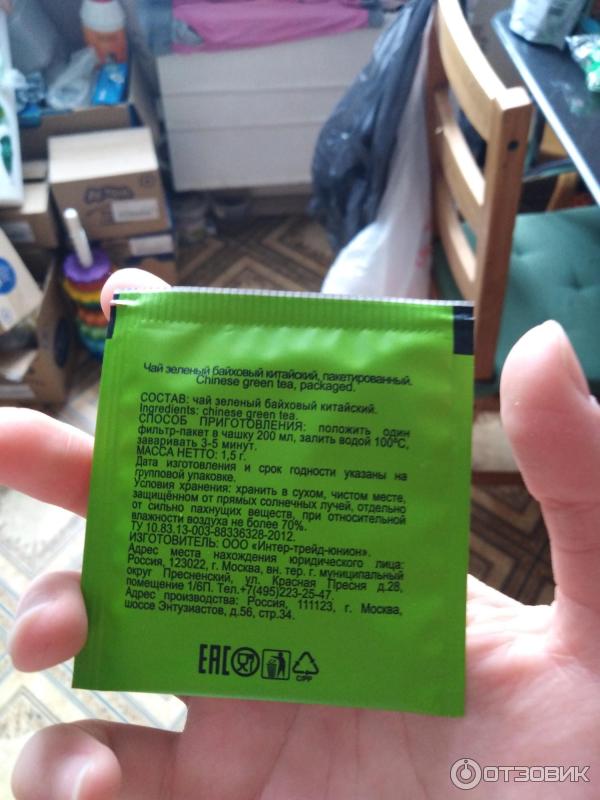 Чай зеленый байховый китайский, пакетированный.
Chinese green tea, packaged.
СОСТАВ: чай зеленый байховый китайский.
Ingredients: chinese green tea.
СПОСОБ ПРИГОТОВЛЕНИЯ: положить один
фильтр-пакет в чашку 200 мл, залить водой 100°С,
заваривать 3-5 минут.
МАССА НЕТТО: 1,5 г.
Дата изготовления и срок годности указаны на
групповой упаковке.
Условия хранения: хранить в сухом, чистом месте,
защищённом от прямых солнечных лучей, отдельно
от сильно пахнущих веществ, при относительной
влажности воздуха не более 70%.
ТУ 10.83.13-003-88336328-2012.
ИЗГОТОВИТЕЛЬ: ООО «Интер-трейд-юнион».
Адрес места нахождения юридического лица:
Россия, 123022, г. Москва, вн. тер. г. муниципальный
округ Пресненский, ул. Красная Пресня д.28,
помещение 1/6П. Тел.+7(495)223-25-47.
Адрес производства: Россия, 111123, г. Москва,
шоссе Энтузиастов, д.56, стр.34.
EAC
C/PP
ОТЗОВИК